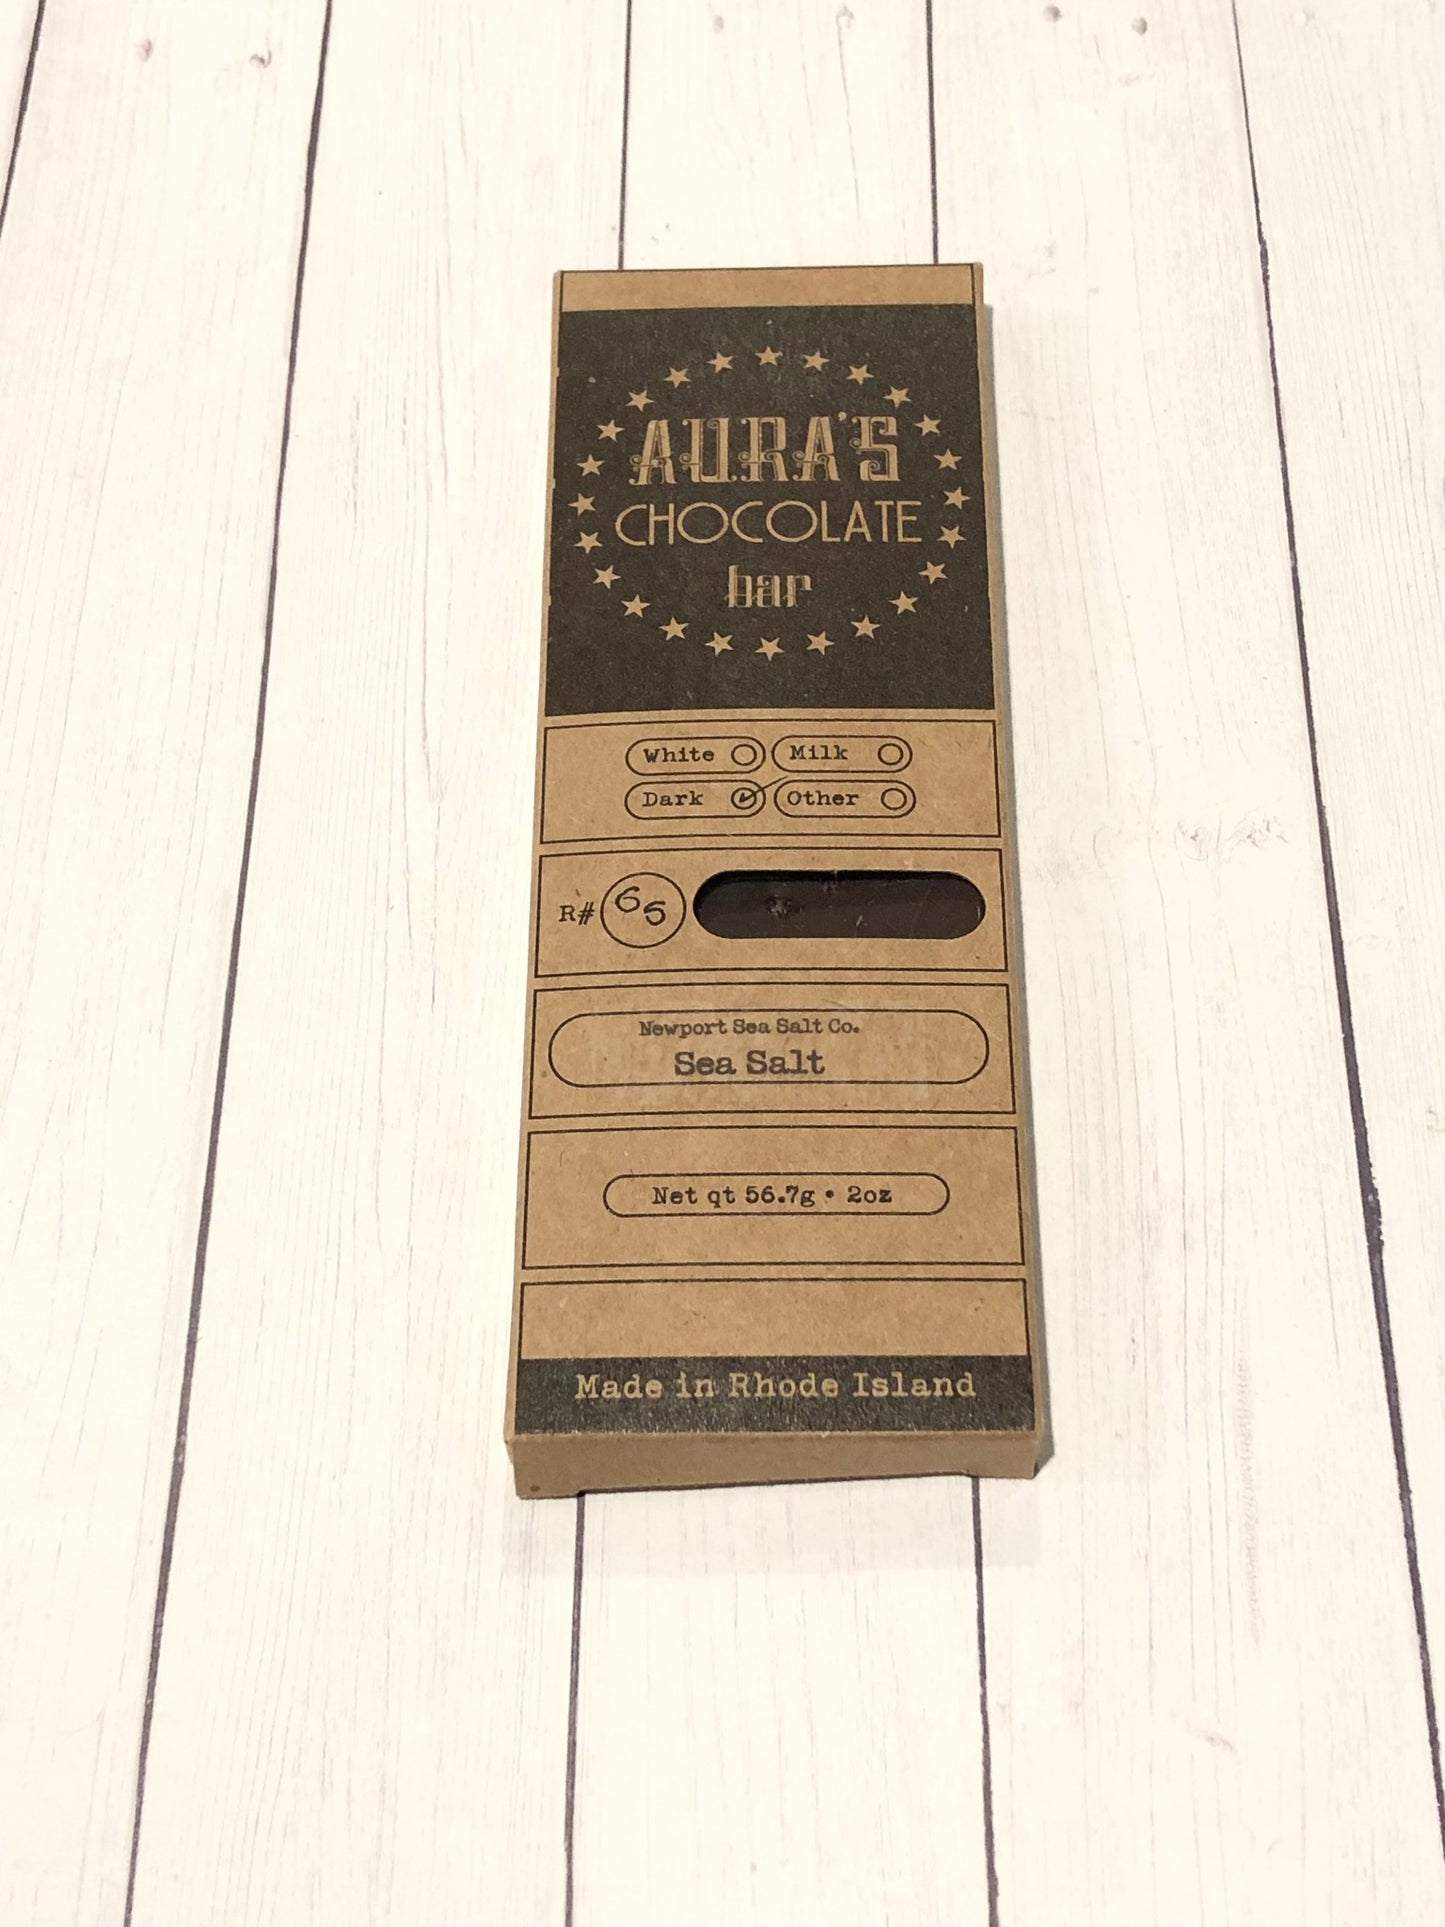 AURA'S
CHOCOLATE
bar
White Milk
Dark Other
R# 65
Newport Sea Salt Co.
Sea Salt
Net qt 56.7g • 2oz
Made in Rhode Island